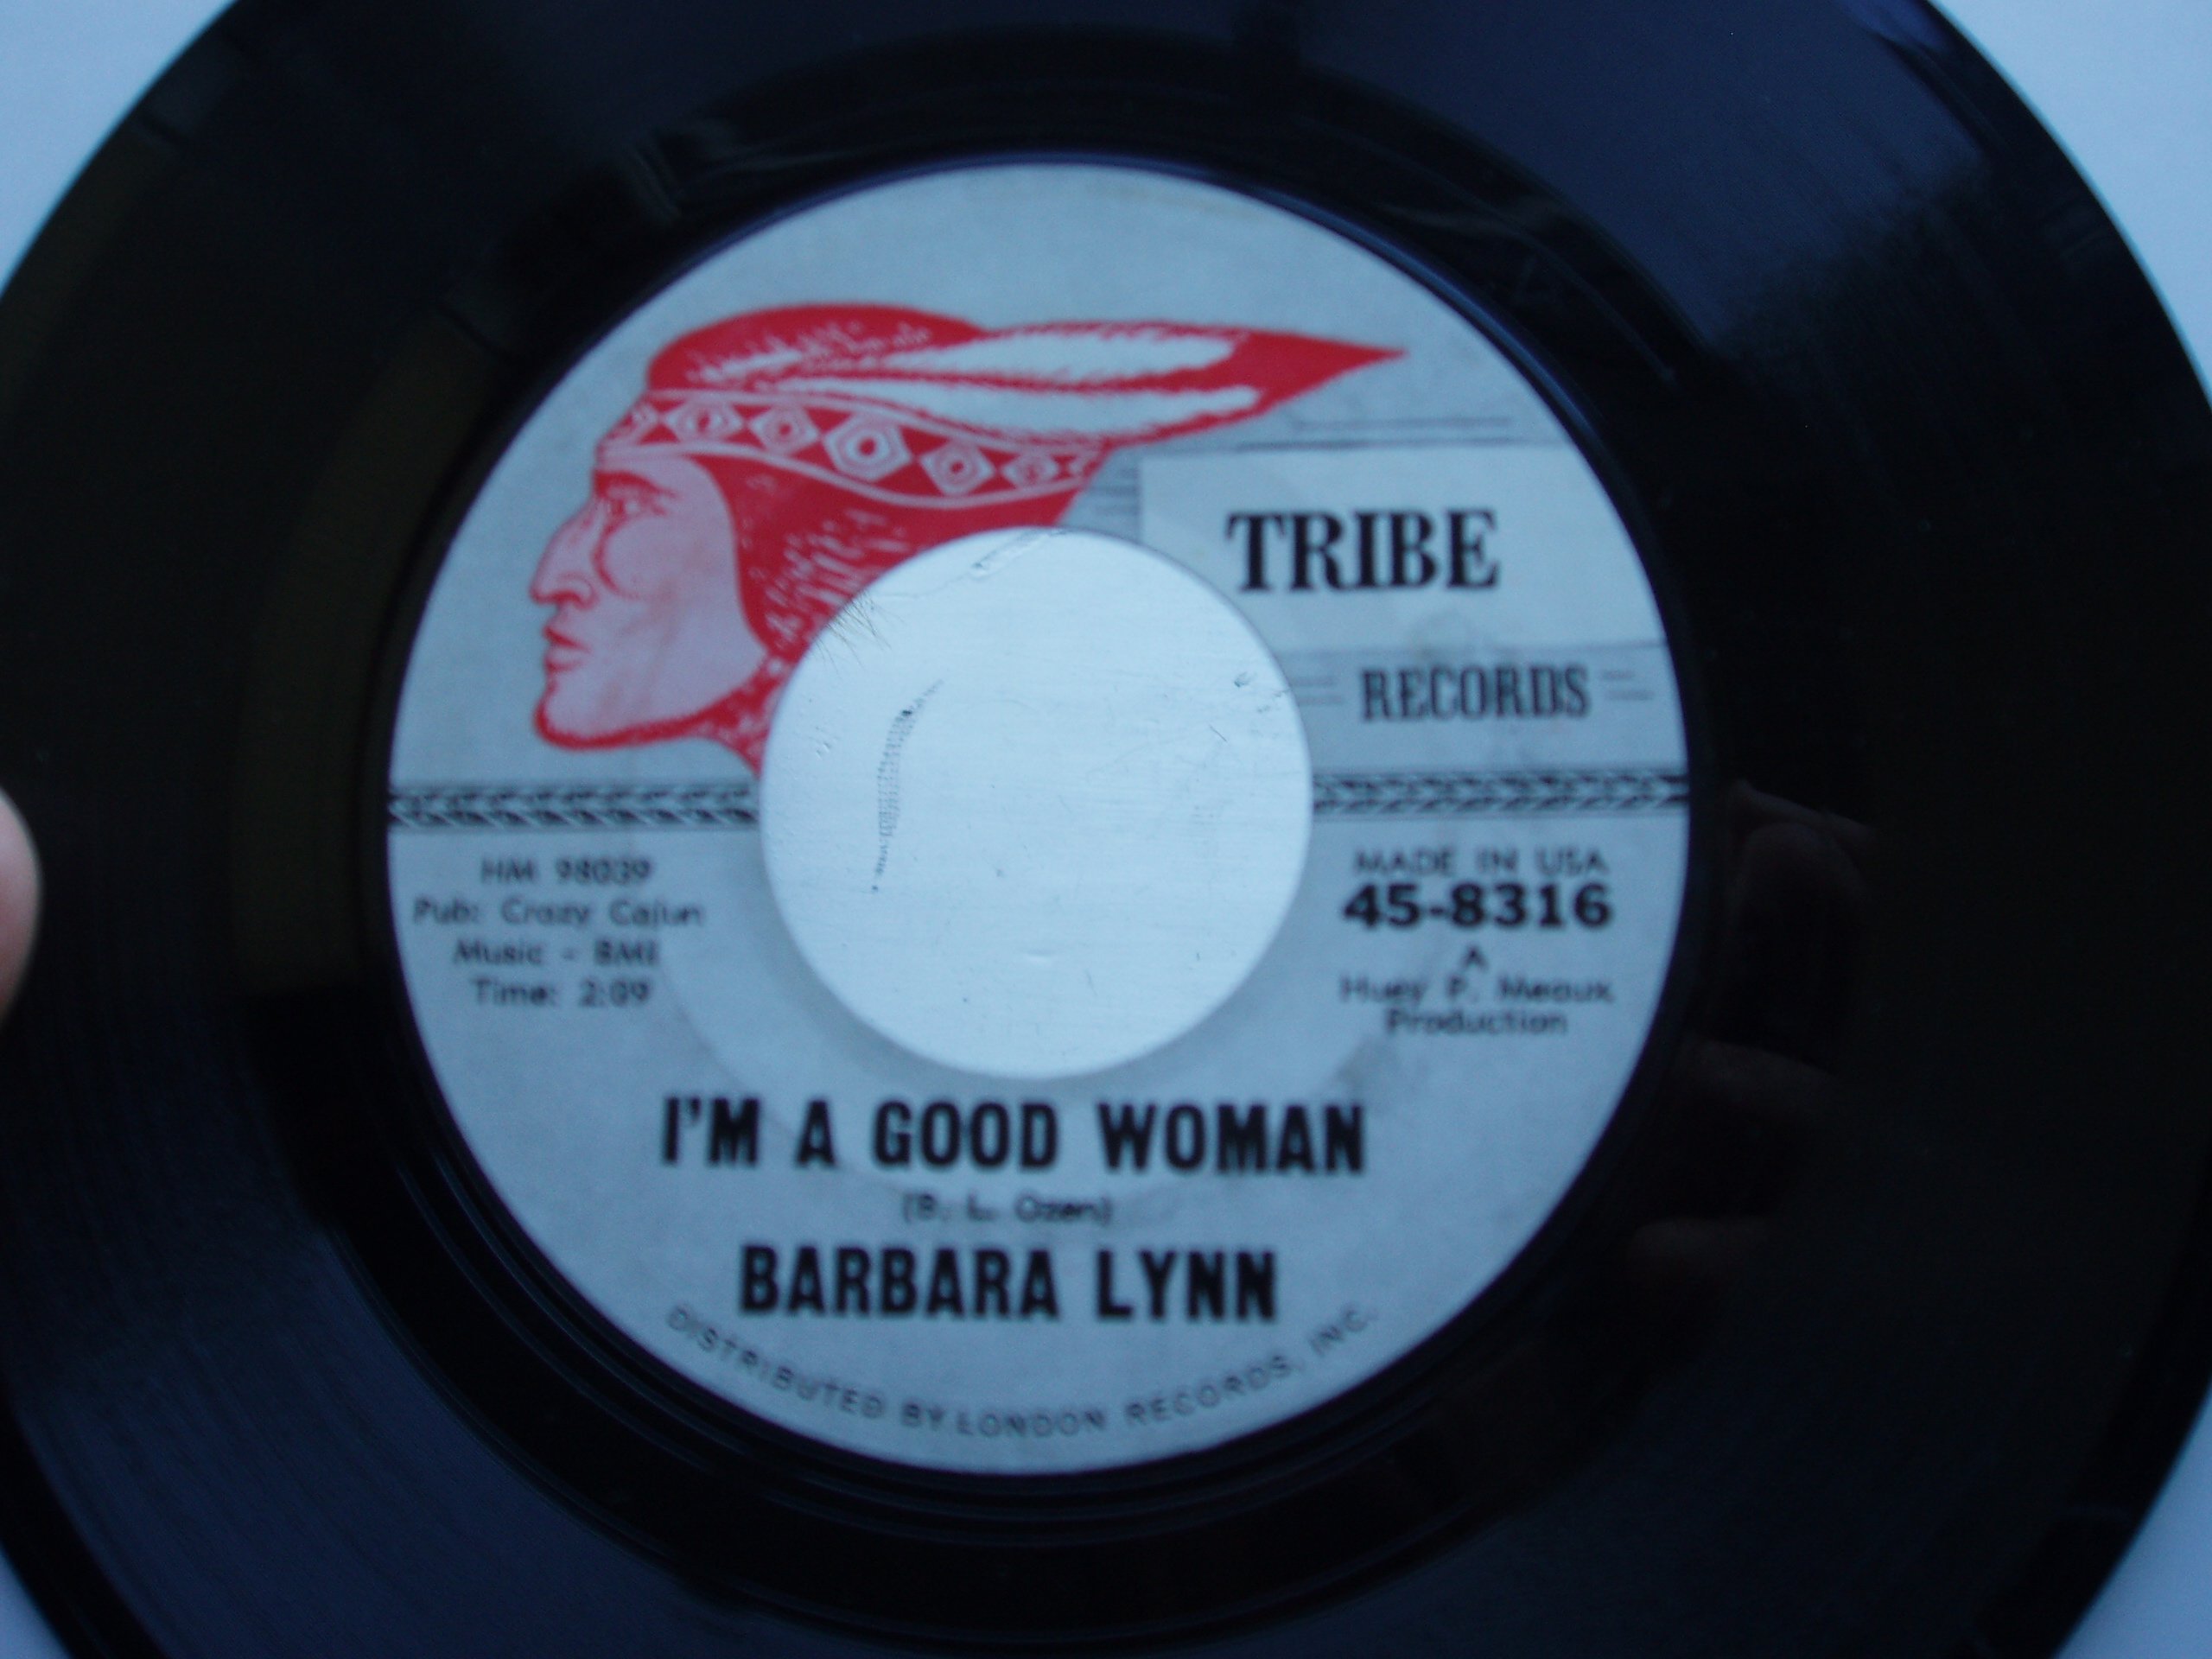 TRIBE
RECORDS
HM 98039
Pub: Crazy Cajun
Music - BMI
Time: 2:09
MADE IN USA
45-8316
A
Huey P. Meaux
Production
I'M A GOOD WOMAN
(B. L. Ozen)
BARBARA LYNN
DISTRIBUTED BY LONDON RECORDS, INC.